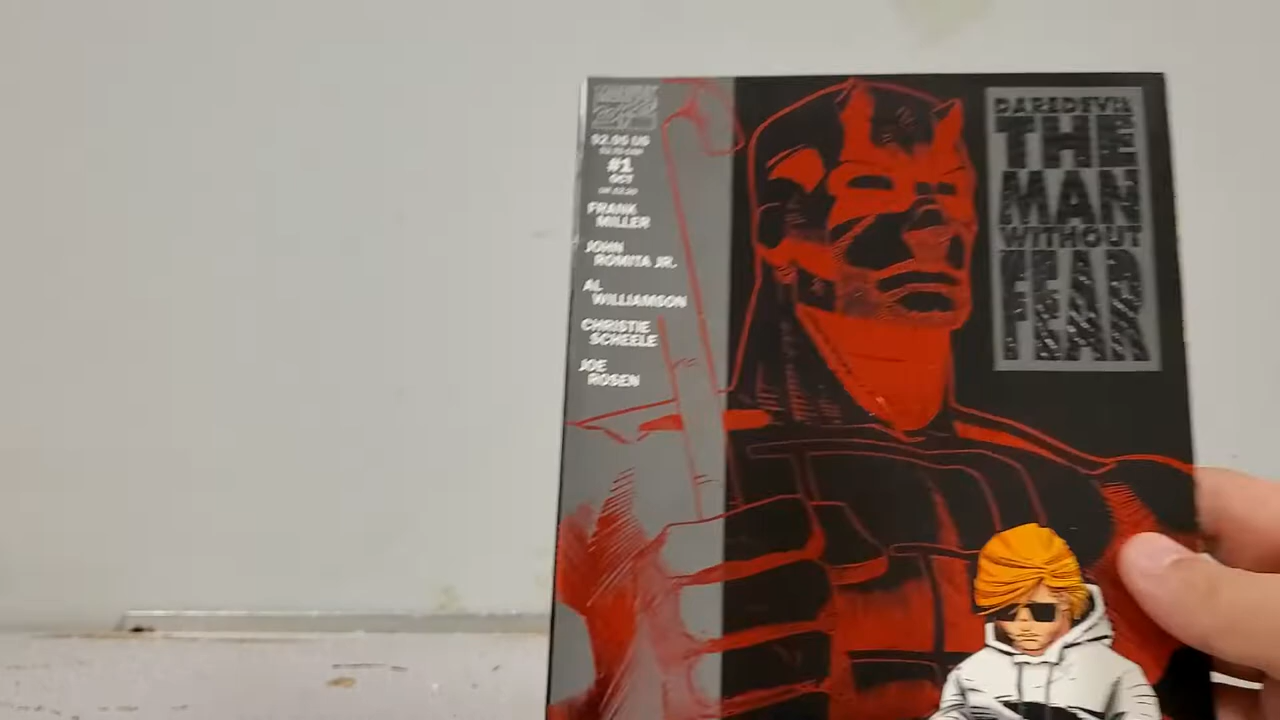 $2.95 US
#1
OCT
FRANK
MILLER
JOHN
ROMITA JR.
AL
WILLIAMSON
CHRISTIE
SCHEELE
JOE
ROSEN
DAREDEVIL
THE
MAN
WITHOUT
FEAR